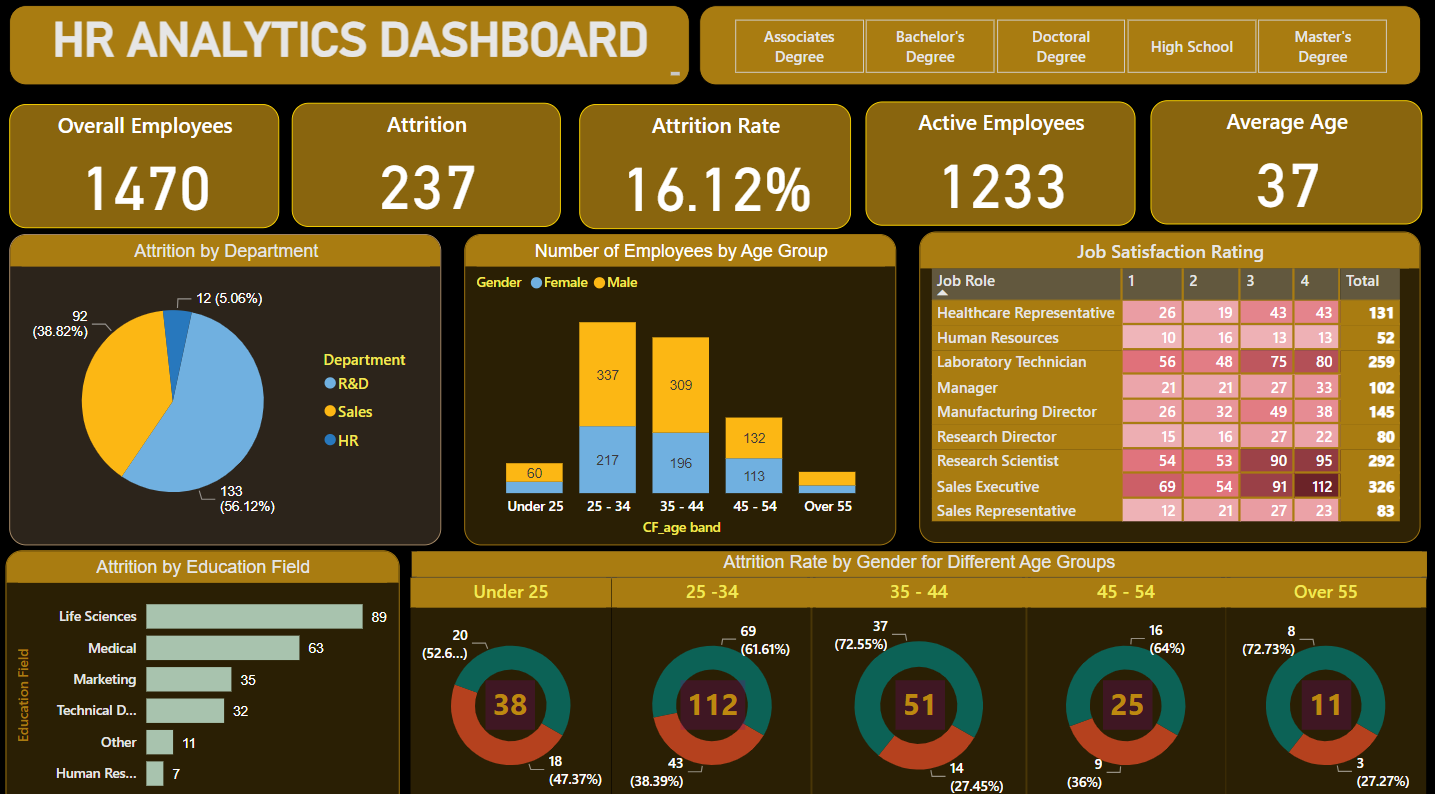 HR ANALYTICS DASHBOARD_
Associates
Degree
Bachelor's
Degree
Doctoral
Degree
High School
Master's
Degree
Overall Employees
1470
Attrition
237
Attrition Rate
16.12%
Active Employees
1233
Average Age
37
Attrition by Department
12 (5.06%)
92
(38.82%)
133
(56.12%)
Department
R&D
Sales
HR
Number of Employees by Age Group
Gender Female Male
60
337
217
309
196
132
113
Under 25 25 - 34 35 - 44 45 - 54 Over 55
CF_age band
Job Satisfaction Rating
Job Role 1 2 3 4 Total
Healthcare Representative 26 19 43 43 131
Human Resources 10 16 13 13 52
Laboratory Technician 56 48 75 80 259
Manager 21 21 27 33 102
Manufacturing Director 26 32 49 38 145
Research Director 15 16 27 22 80
Research Scientist 54 53 90 95 292
Sales Executive 69 54 91 112 326
Sales Representative 12 21 27 23 83
Attrition by Education Field
Education Field
Life Sciences 89
Medical 63
Marketing 35
Technical D... 32
Other 11
Human Res... 7
Attrition Rate by Gender for Different Age Groups
Under 25
20
(52.6...)
38
18
(47.37%)
25 -34
69
(61.61%)
112
43
(38.39%)
35 - 44
37
(72.55%)
51
14
(27.45%)
45 - 54
16
(64%)
25
9
(36%)
Over 55
8
(72.73%)
11
3
(27.27%)